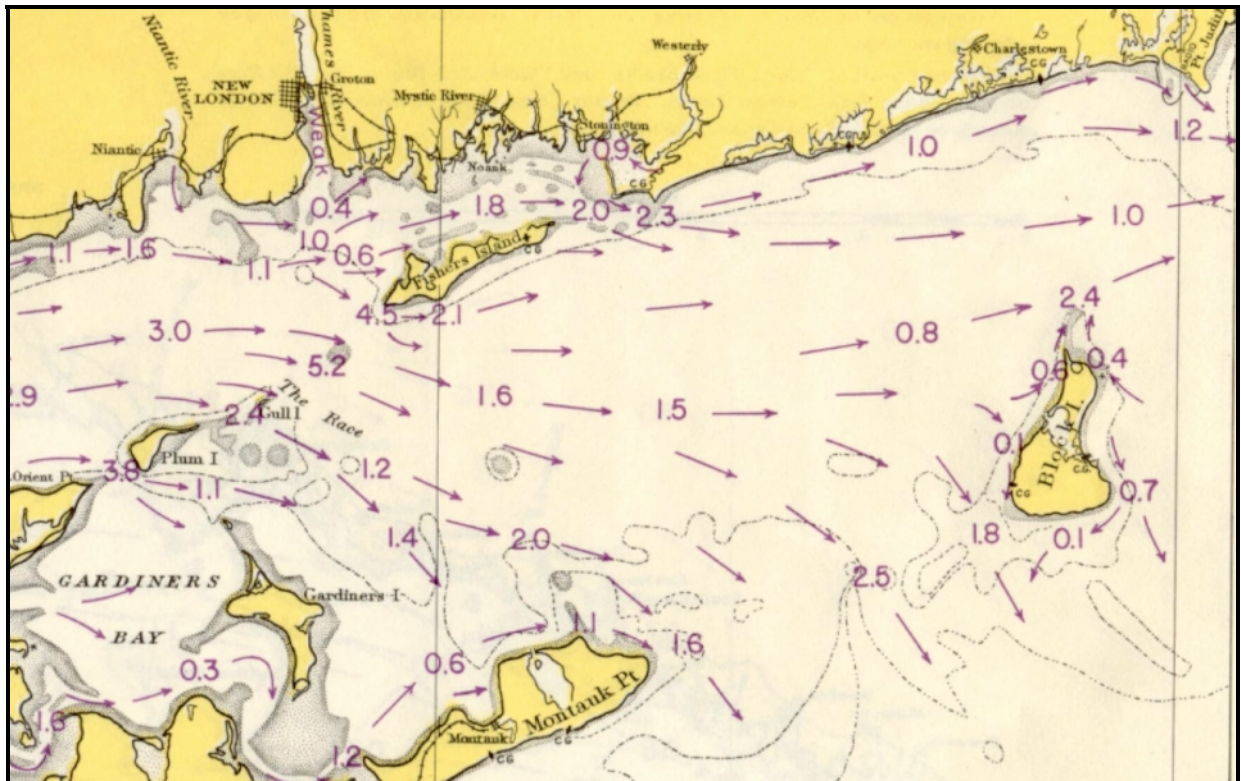 Niantic River
Thames River
NEW
LONDON
Groton
Weak
Mystic River
Westerly
Charlestown
CG
Pt. Judith
Niantic
Noank
Stonington
0.9
CG
CG
1.0
1.2
0.4
1.8
2.0
2.3
1.0
1.1
1.6
1.0
0.6
1.1
Fishers Island
CG
3.0
4.5
2.1
2.4
0.8
5.2
0.6
0.4
.9
1.6
1.5
The Race
2.4
Gull I
Plum I
3.8
Orient Pt
1.1
1.2
0.1
Block I.
CG
CG
0.7
1.4
2.0
1.8
0.1
GARDINERS
BAY
Gardiners I
2.5
1.1
1.6
0.3
0.6
Montauk Pt
Montauk
CG
CG
1.6
1.2